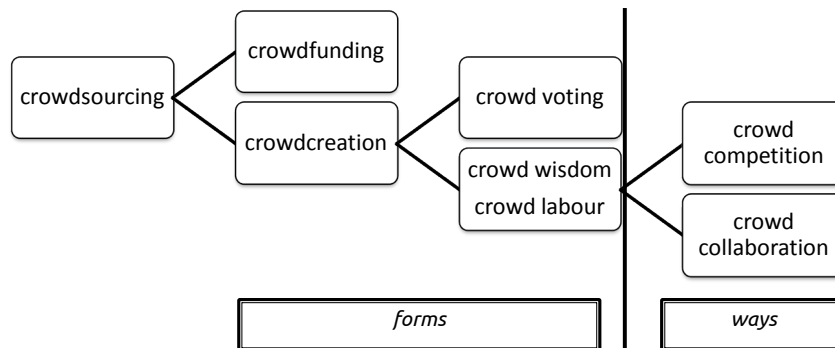 crowdsourcing
crowdfunding
crowdcreation
crowd voting
crowd wisdom
crowd labour
crowd
competition
crowd
collaboration
forms
ways